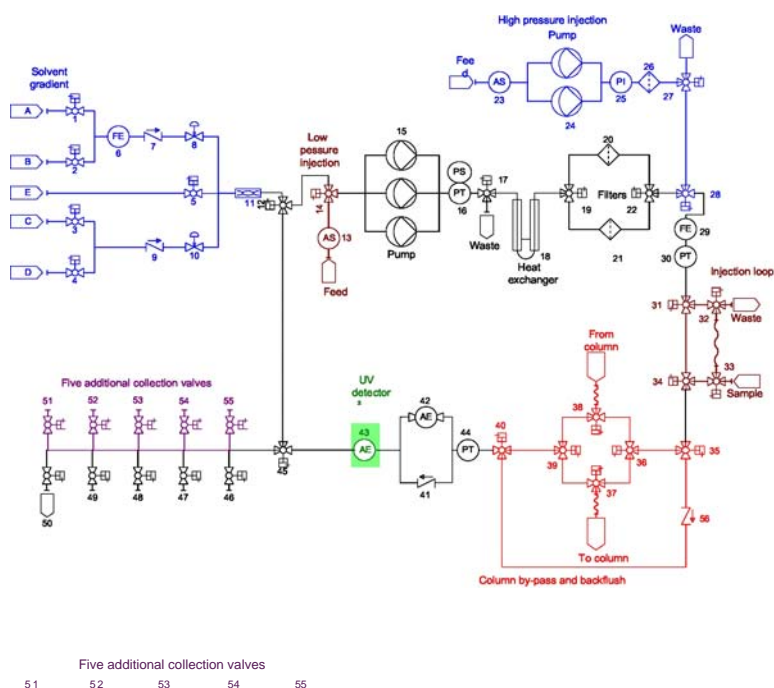 High pressure injection
Pump
Waste
Fee
d
AS
23
24
PI
25
26
27
Solvent
gradient
A
1
B
2
FE
6
7
8
E
5
11
C
3
D
4
9
10
12
Low
pessure injection
14
AS
13
Feed
15
Pump
PS
PT
16
17
Waste
18
Heat
exchanger
19
20
Filters
21
22
28
FE
29
PT
30
Injection loop
31
32
Waste
33
34
Sample
35
From
column
38
39
36
37
To column
40
56
Column by-pass and backflush
Five additional collection valves
51
52
53
54
55
50
49
48
47
46
45
UV
detector
s
43
AE
42
AE
41
44
PT
Five additional collection valves
51 52 53 54 55